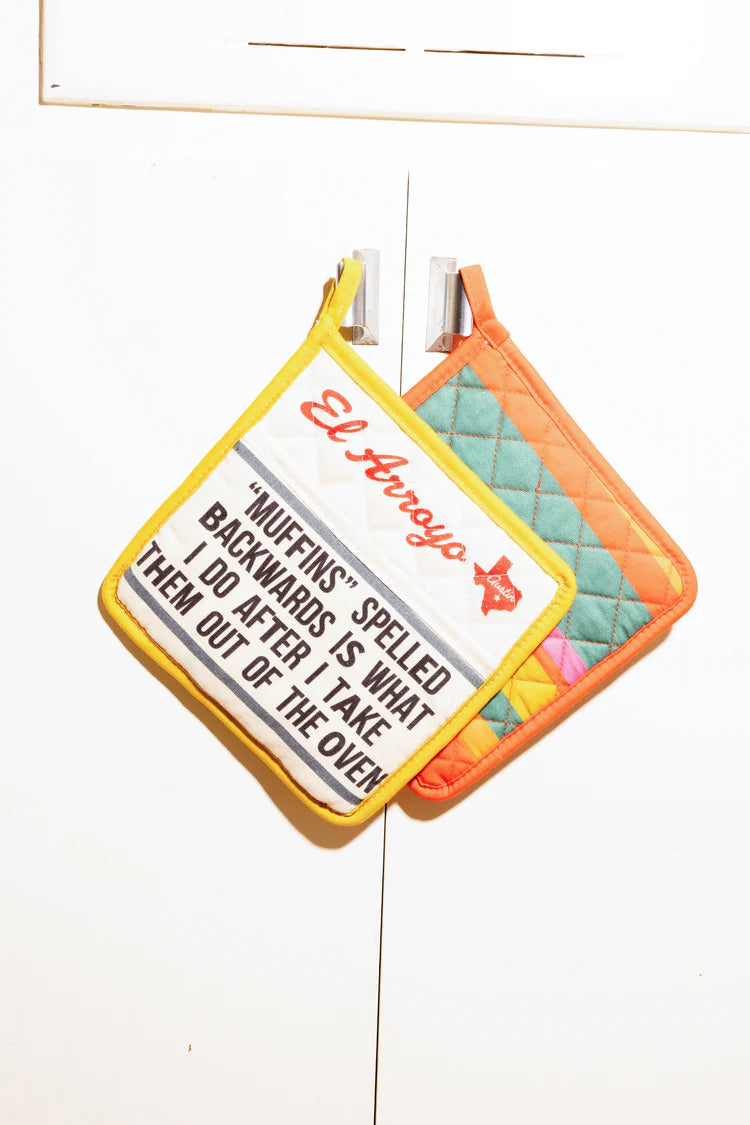 El Arroyo
Austin
“MUFFINS” SPELLED
BACKWARDS IS WHAT
I DO AFTER I TAKE
THEM OUT OF THE OVEN